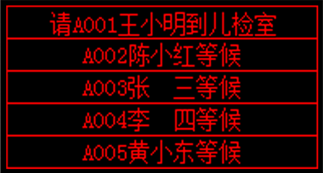 请A001王小明到儿检室
A002陈小红等候
A003张　三等候
A004李　四等候
A005黄小东等候